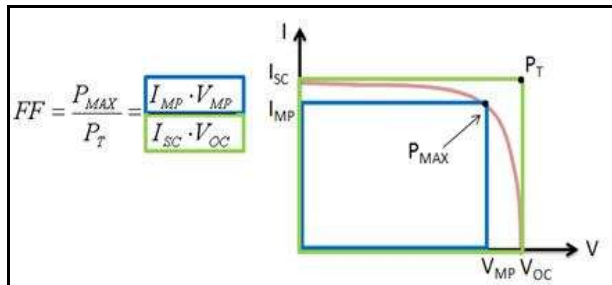 FF = P_MAX / P_T = I_MP · V_MP / I_SC · V_OC
I
I_SC
I_MP
P_T
P_MAX
V_MP V_OC
V